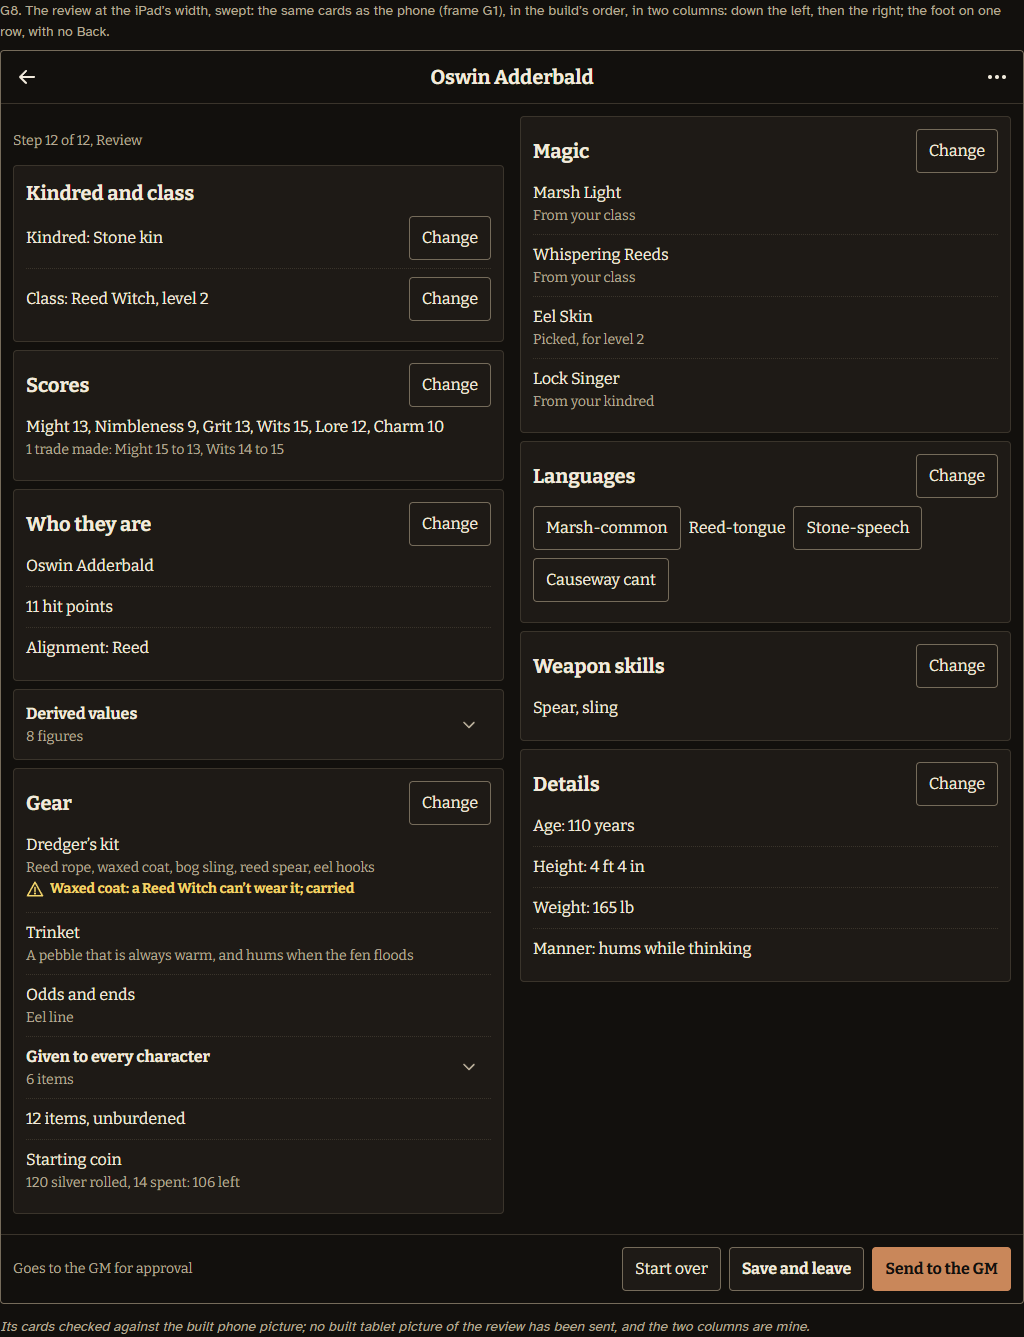 G8. The review at the iPad's width, swept: the same cards as the phone (frame G1), in the build's order, in two columns: down the left, then the right; the foot on one
row, with no Back.
Oswin Adderbald
Step 12 of 12, Review
Kindred and class
Kindred: Stone kin
Change
Class: Reed Witch, level 2
Change
Scores
Change
Might 13, Nimbleness 9, Grit 13, Wits 15, Lore 12, Charm 10
1 trade made: Might 15 to 13, Wits 14 to 15
Who they are
Change
Oswin Adderbald
11 hit points
Alignment: Reed
Derived values
8 figures
Gear
Change
Dredger's kit
Reed rope, waxed coat, bog sling, reed spear, eel hooks
Waxed coat: a Reed Witch can't wear it; carried
Trinket
A pebble that is always warm, and hums when the fen floods
Odds and ends
Eel line
Given to every character
6 items
12 items, unburdened
Starting coin
120 silver rolled, 14 spent: 106 left
Magic
Change
Marsh Light
From your class
Whispering Reeds
From your class
Eel Skin
Picked, for level 2
Lock Singer
From your kindred
Languages
Change
Marsh-common Reed-tongue Stone-speech
Causeway cant
Weapon skills
Change
Spear, sling
Details
Change
Age: 110 years
Height: 4 ft 4 in
Weight: 165 lb
Manner: hums while thinking
Goes to the GM for approval
Start over
Save and leave
Send to the GM
Its cards checked against the built phone picture; no built tablet picture of the review has been sent, and the two columns are mine.